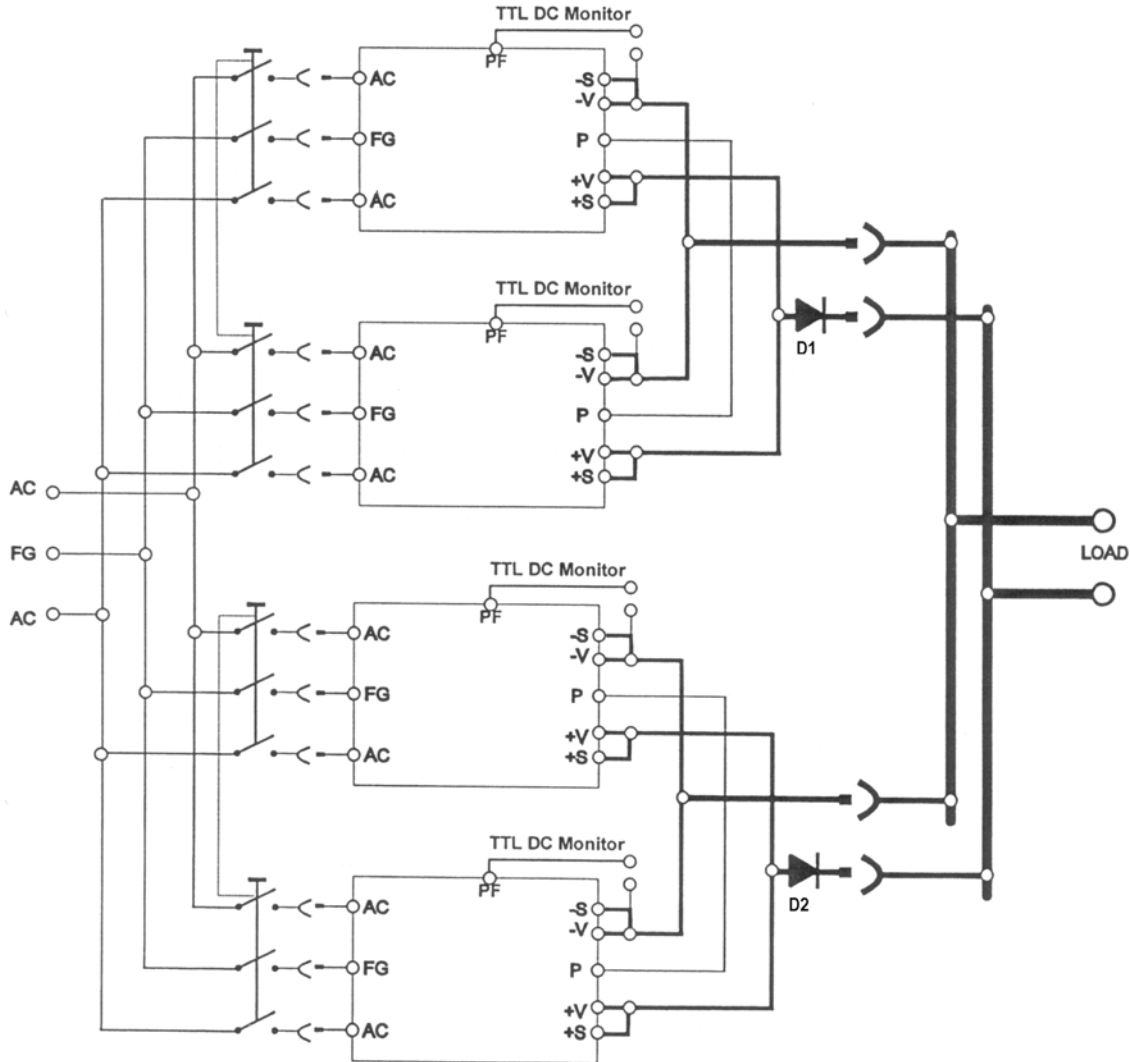 TTL DC Monitor
PF
AC
-S
-V
FG
P
+V
AC
+S
TTL DC Monitor
PF
D1
AC
-S
-V
FG
P
+V
AC
+S
AC
FG
LOAD
AC
TTL DC Monitor
PF
AC
-S
-V
FG
P
+V
AC
+S
TTL DC Monitor
PF
D2
AC
-S
-V
FG
P
+V
AC
+S